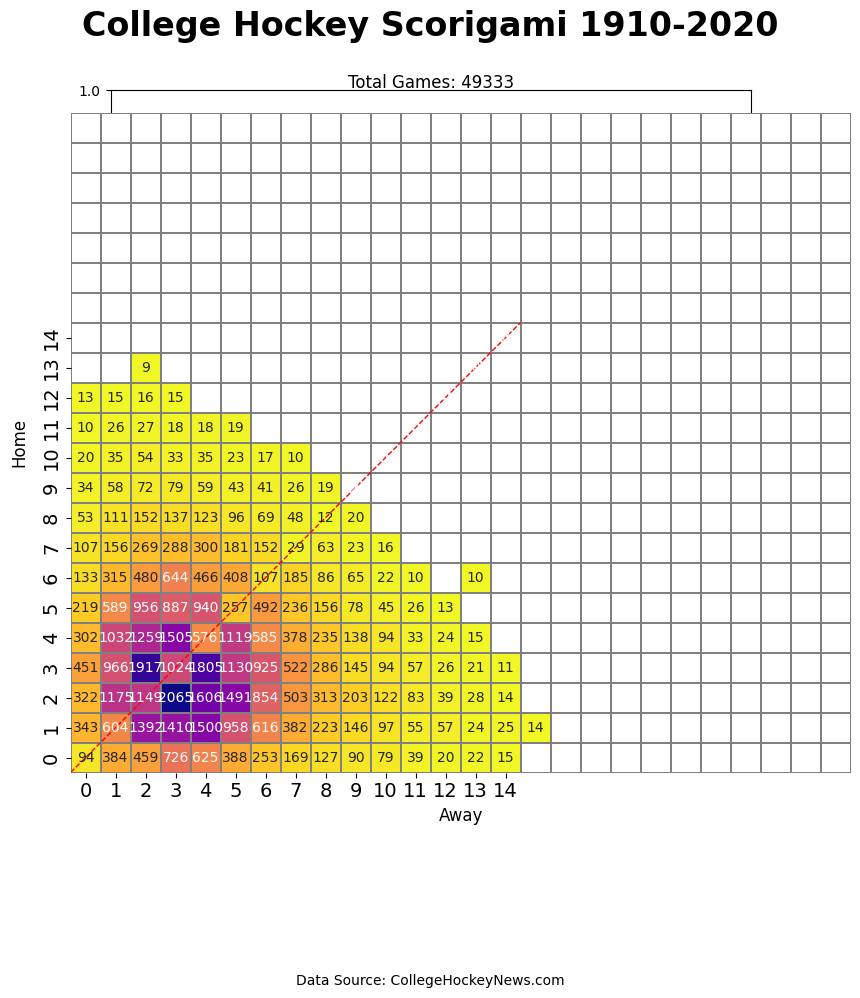 College Hockey Scorigami 1910-2020
Total Games: 49333
1.0
14
13 9
12 13 15 16 15
11 10 26 27 18 18 19
10 20 35 54 33 35 23 17 10
9 34 58 72 79 59 43 41 26 19
8 53 111 152 137 123 96 69 48 12 20
7 107 156 269 288 300 181 152 29 63 23 16
6 133 315 480 644 466 408 107 185 86 65 22 10 10
5 219 589 956 887 940 257 492 236 156 78 45 26 13
4 302 1032 1259 1505 576 1119 585 378 235 138 94 33 24 15
3 451 966 1917 1024 1805 1130 925 522 286 145 94 57 26 21 11
2 322 1175 1149 2065 1606 1491 854 503 313 203 122 83 39 28 14
1 343 604 1392 1410 1500 958 616 382 223 146 97 55 57 24 25 14
0 94 384 459 726 625 388 253 169 127 90 79 39 20 22 15
0 1 2 3 4 5 6 7 8 9 10 11 12 13 14
Home
Away
Data Source: CollegeHockeyNews.com